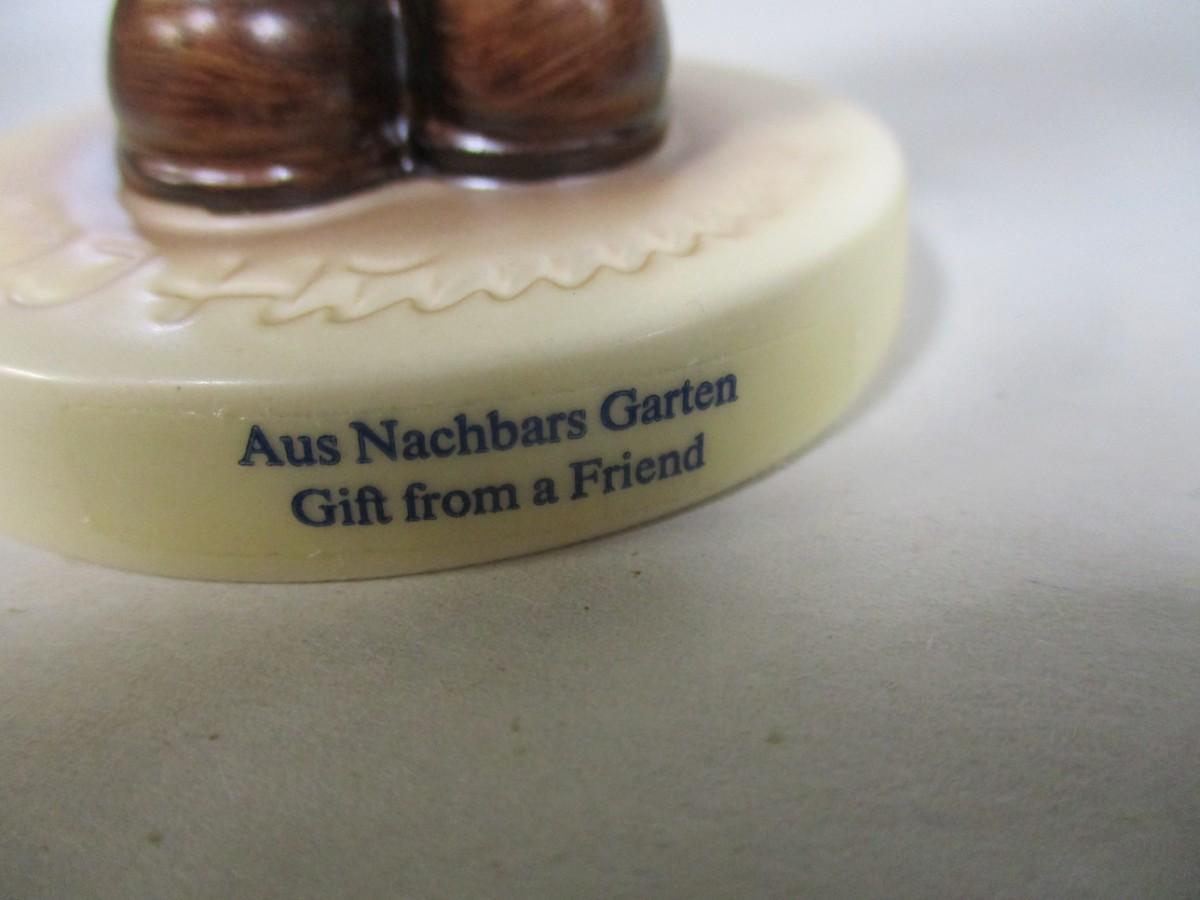 Aus Nachbars Garten
Gift from a Friend